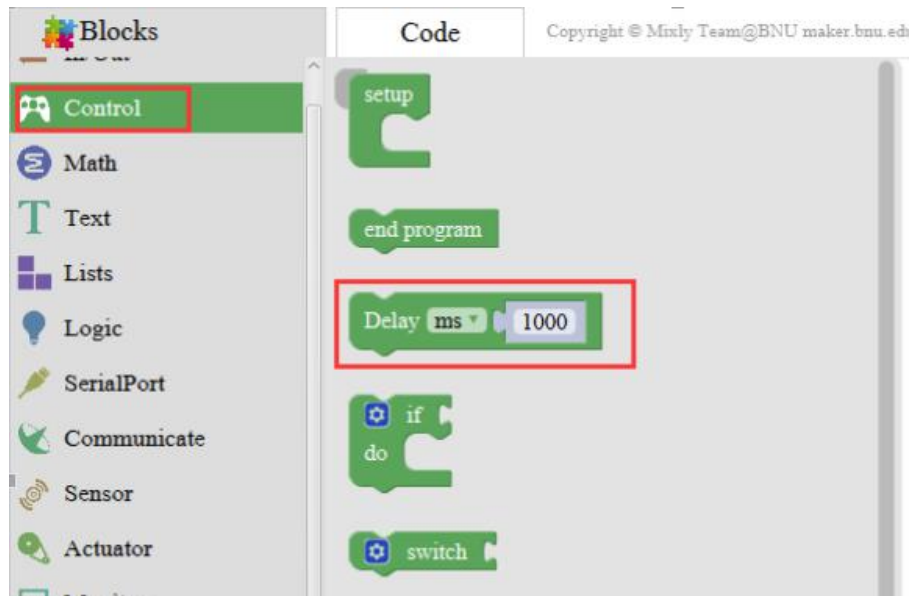 Blocks
Code
Copyright © Mixly Team@BNU maker.bnu.edu
Control
Math
Text
Lists
Logic
SerialPort
Communicate
Sensor
Actuator
setup
end program
Delay ms 1000
if
do
switch